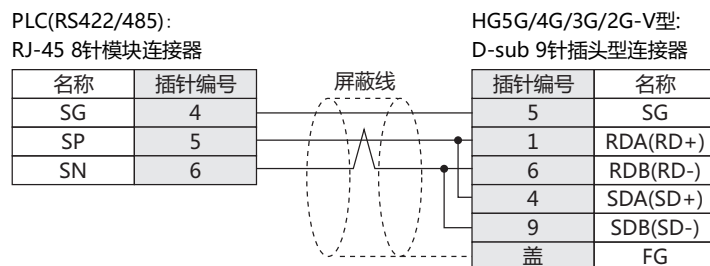 PLC(RS422/485):
RJ-45 8针模块连接器
HG5G/4G/3G/2G-V型:
D-sub 9针插头型连接器
名称 插针编号 屏蔽线 插针编号 名称
SG 4 5 SG
SP 5 1 RDA(RD+)
SN 6 6 RDB(RD-)
4 SDA(SD+)
9 SDB(SD-)
盖 FG